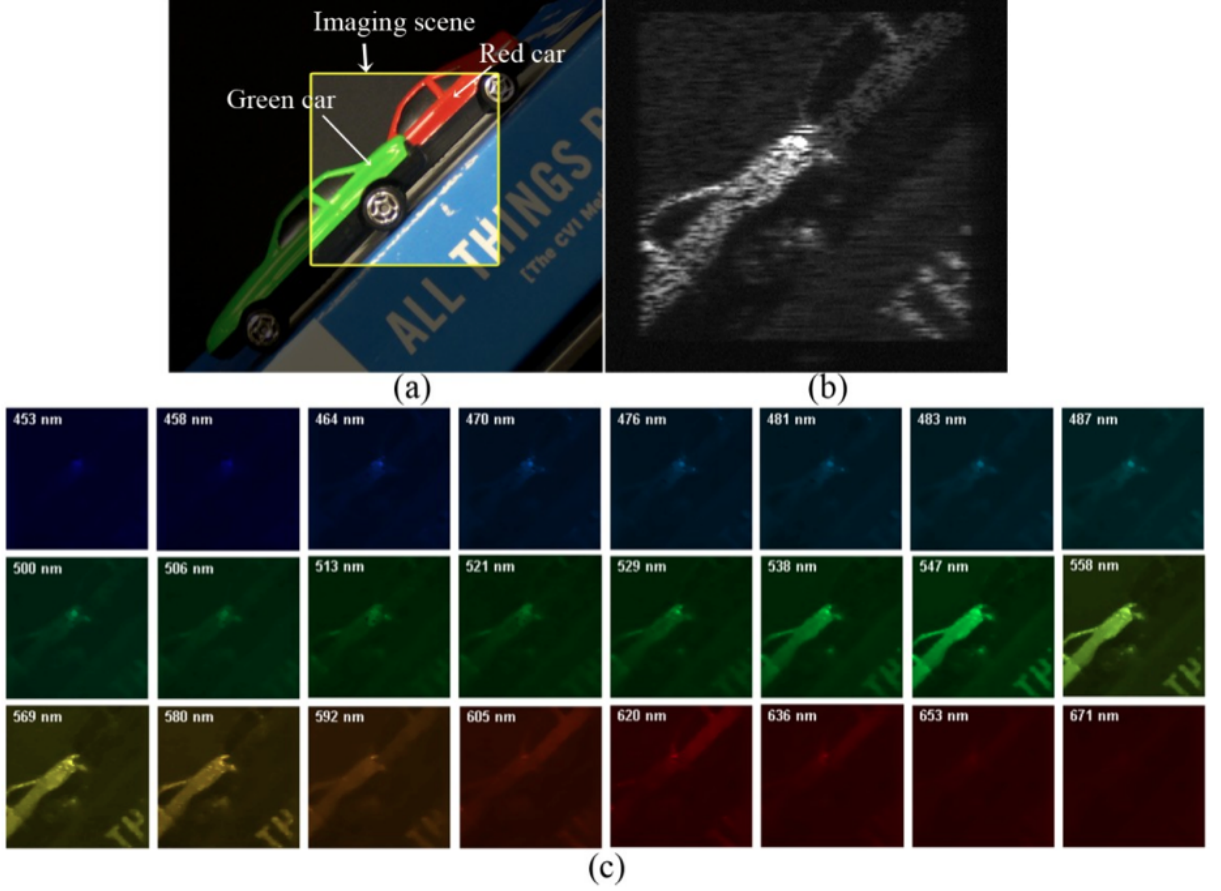 Imaging scene
Red car
Green car
ALL THINGS
[The CVI
(a)
(b)
453 nm
458 nm
464 nm
470 nm
476 nm
481 nm
483 nm
487 nm
500 nm
506 nm
513 nm
521 nm
529 nm
538 nm
547 nm
558 nm
569 nm
580 nm
592 nm
605 nm
620 nm
636 nm
653 nm
671 nm
(c)